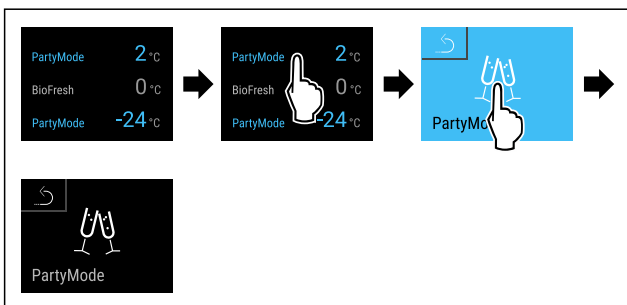 PartyMode 2 °C
BioFresh 0 °C
PartyMode -24 °C
PartyMode 2 °C
BioFresh 0 °C
PartyMode -24 °C
PartyMo
PartyMode